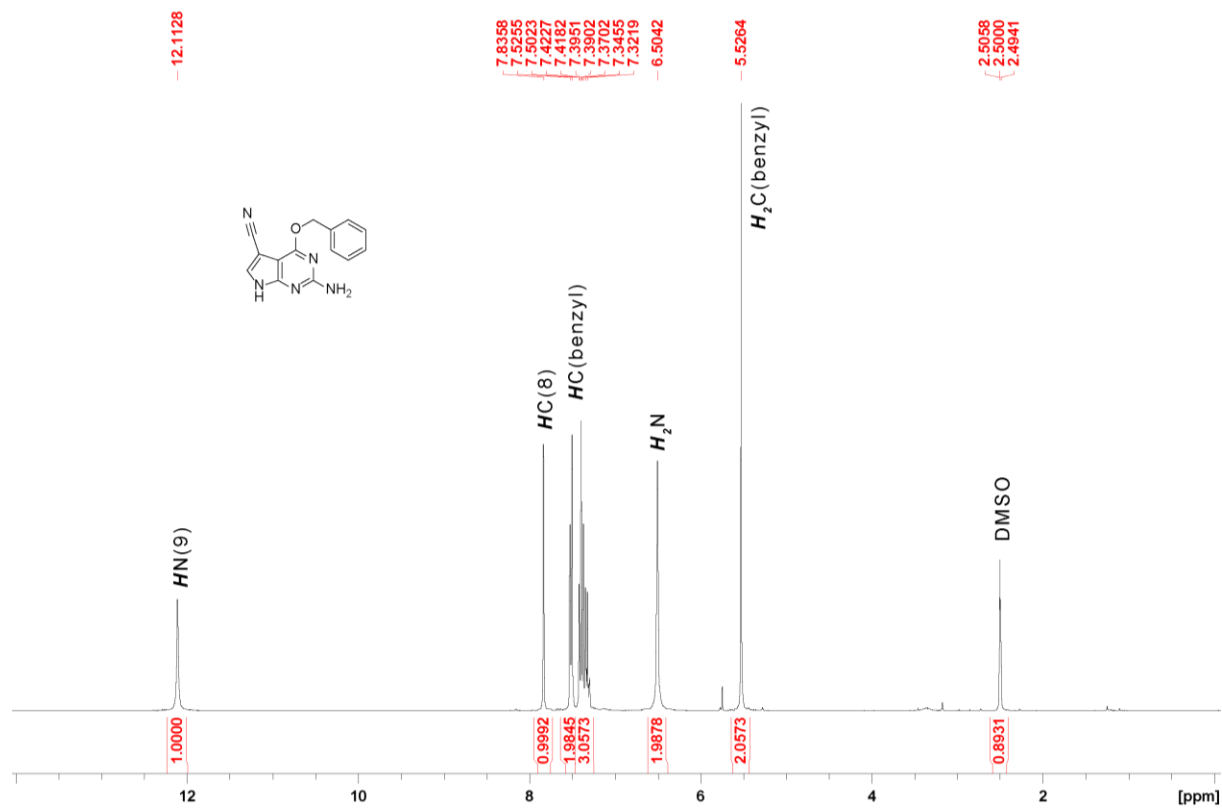 12.1128
7.8358
7.5255
7.5023
7.4227
7.4182
7.3951
7.3902
7.3702
7.3455
7.3219
6.5042
5.5264
2.5058
2.5000
2.4941
N
O
N
N
H
N
NH₂
HN(9)
HC(8)
HC(benzyl)
H₂N
H₂C(benzyl)
DMSO
1.0000
0.9992
1.9845
3.0573
1.9878
2.0573
0.8931
12 10 8 6 4 2 [ppm]